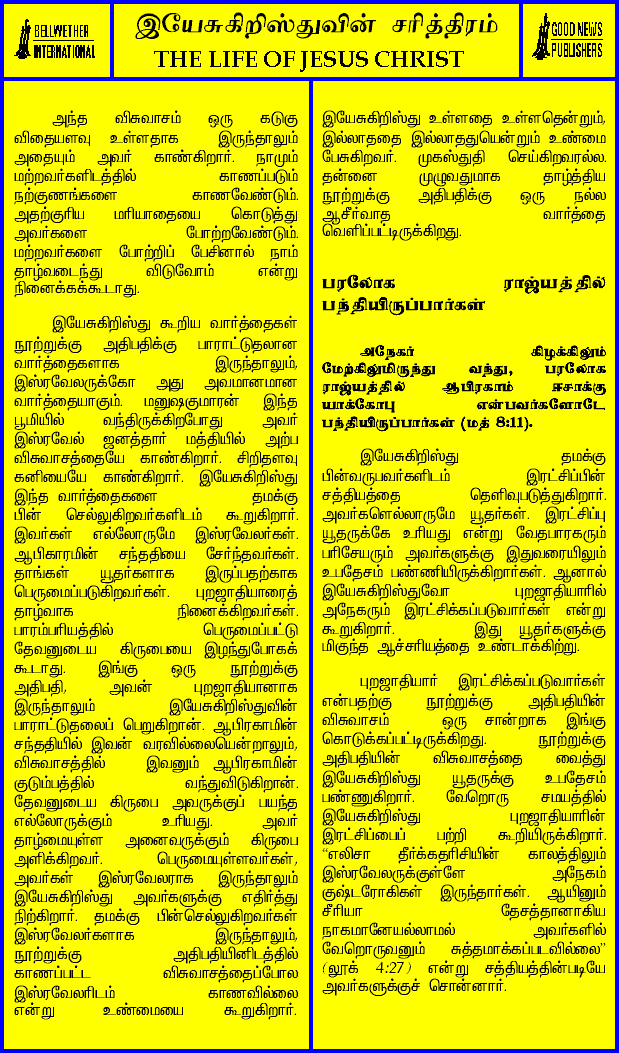 BELLWETHER
INTERNATIONAL
இயேசுகிறிஸ்துவின் சரித்திரம்
THE LIFE OF JESUS CHRIST
GOOD NEWS
PUBLISHERS
அந்த விசுவாசம் ஒரு கடுகு
விதையளவு உள்ளதாக இருந்தாலும்
அதையும் அவர் காண்கிறார். நாமும்
மற்றவர்களிடத்தில் காணப்படும்
நற்குணங்களை காணவேண்டும்.
அதற்குரிய மரியாதையை கொடுத்து
அவர்களை போற்றவேண்டும்.
மற்றவர்களை போற்றிப் பேசினால் நாம்
தாழ்வடைந்து விடுவோம் என்று
நினைக்கக்கூடாது.
இயேசுகிறிஸ்து கூறிய வார்த்தைகள்
நூற்றுக்கு அதிபதிக்கு பாராட்டுதலான
வார்த்தைகளாக இருந்தாலும்,
இஸ்ரவேலருக்கோ அது அவமானமான
வார்த்தையாகும். மனுஷகுமாரன் இந்த
பூமியில் வந்திருக்கிறபோது அவர்
இஸ்ரவேல் ஜனத்தார் மத்தியில் அற்ப
விசுவாசத்தையே காண்கிறார். சிறிதளவு
கனியையே காண்கிறார். இயேசுகிறிஸ்து
இந்த வார்த்தைகளை தமக்கு
பின் செல்லுகிறவர்களிடம் கூறுகிறார்.
இவர்கள் எல்லோருமே இஸ்ரவேலர்கள்.
ஆபிகாரமின் சந்ததியை சேர்ந்தவர்கள்.
தாங்கள் யூதர்களாக இருப்பதற்காக
பெருமைப்படுகிறவர்கள். புறஜாதியாரைத்
தாழ்வாக நினைக்கிறவர்கள்.
பாரம்பரியத்தில் பெருமைப்பட்டு
தேவனுடைய கிருபையை இழந்துபோகக்
கூடாது. இங்கு ஒரு நூற்றுக்கு
அதிபதி, அவன் புறஜாதியானாக
இருந்தாலும் இயேசுகிறிஸ்துவின்
பாராட்டுதலைப் பெறுகிறான். ஆபிரகாமின்
சந்ததியில் இவன் வரவில்லையென்றாலும்,
விசுவாசத்தில் இவனும் ஆபிரகாமின்
குடும்பத்தில் வந்துவிடுகிறான்.
தேவனுடைய கிருபை அவருக்குப் பயந்த
எல்லோருக்கும் உரியது. அவர்
தாழ்மையுள்ள அனைவருக்கும் கிருபை
அளிக்கிறவர். பெருமையுள்ளவர்கள்,
அவர்கள் இஸ்ரவேலராக இருந்தாலும்
இயேசுகிறிஸ்து அவர்களுக்கு எதிர்த்து
நிற்கிறார். தமக்கு பின்செல்லுகிறவர்கள்
இஸ்ரவேலர்களாக இருந்தாலும்,
நூற்றுக்கு அதிபதியினிடத்தில்
காணப்பட்ட விசுவாசத்தைப்போல
இஸ்ரவேலரிடம் காணவில்லை
என்று உண்மையை கூறுகிறார்.
இயேசுகிறிஸ்து உள்ளதை உள்ளதென்றும்,
இல்லாததை இல்லாததுயென்றும் உண்மை
பேசுகிறவர். முகஸ்துதி செய்கிறவரல்ல.
தன்னை முழுவதுமாக தாழ்த்திய
நூற்றுக்கு அதிபதிக்கு ஒரு நல்ல
ஆசீர்வாத வார்த்தை
வெளிப்பட்டிருக்கிறது.
பரலோக ராஜ்யத்தில்
பந்தியிருப்பார்கள்
அநேகர் கிழக்கிலும்
மேற்கிலுமிருந்து வந்து, பரலோக
ராஜ்யத்தில் ஆபிரகாம் ஈசாக்கு
யாக்கோபு என்பவர்களோடே
பந்தியிருப்பார்கள் (மத் 8:11).
இயேசுகிறிஸ்து தமக்கு
பின்வருபவர்களிடம் இரட்சிப்பின்
சத்தியத்தை தெளிவுபடுத்துகிறார்.
அவர்களெல்லாருமே யூதர்கள். இரட்சிப்பு
யூதருக்கே உரியது என்று வேதபாரகரும்
பரிசேயரும் அவர்களுக்கு இதுவரையிலும்
உபதேசம் பண்ணியிருக்கிறார்கள். ஆனால்
இயேசுகிறிஸ்துவோ புறஜாதியாரில்
அநேகரும் இரட்சிக்கப்படுவார்கள் என்று
கூறுகிறார். இது யூதர்களுக்கு
மிகுந்த ஆச்சரியத்தை உண்டாக்கிற்று.
புறஜாதியார் இரட்சிக்கப்படுவார்கள்
என்பதற்கு நூற்றுக்கு அதிபதியின்
விசுவாசம் ஒரு சான்றாக இங்கு
கொடுக்கப்பட்டிருக்கிறது. நூற்றுக்கு
அதிபதியின் விசுவாசத்தை வைத்து
இயேசுகிறிஸ்து யூதருக்கு உபதேசம்
பண்ணுகிறார். வேறொரு சமயத்தில்
இயேசுகிறிஸ்து புறஜாதியாரின்
இரட்சிப்பைப் பற்றி கூறியிருக்கிறார்.
“எலிசா தீர்க்கதரிசியின் காலத்திலும்
இஸ்ரவேலருக்குள்ளே அநேகம்
குஷ்டரோகிகள் இருந்தார்கள். ஆயினும்
சீரியா தேசத்தானாகிய
நாகமானேயல்லாமல் அவர்களில்
வேறொருவனும் சுத்தமாக்கப்படவில்லை”
(லூக் 4:27) என்று சத்தியத்தின்படியே
அவர்களுக்குச் சொன்னார்.